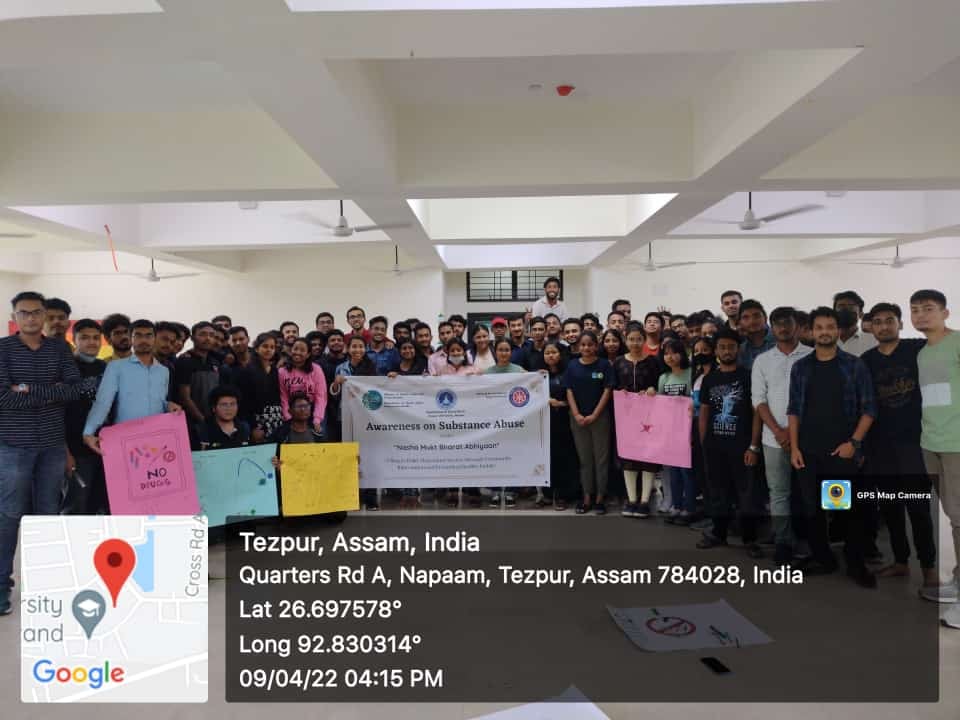 Awareness on Substance Abuse
"Nasha Mukt Bharat Abhiyaan"
NO
DRUGS
SCIENCE
GPS Map Camera
Tezpur, Assam, India
Quarters Rd A, Napaam, Tezpur, Assam 784028, India
Lat 26.697578°
Long 92.830314°
09/04/22 04:15 PM
Cross Rd A
rsity
and
Google